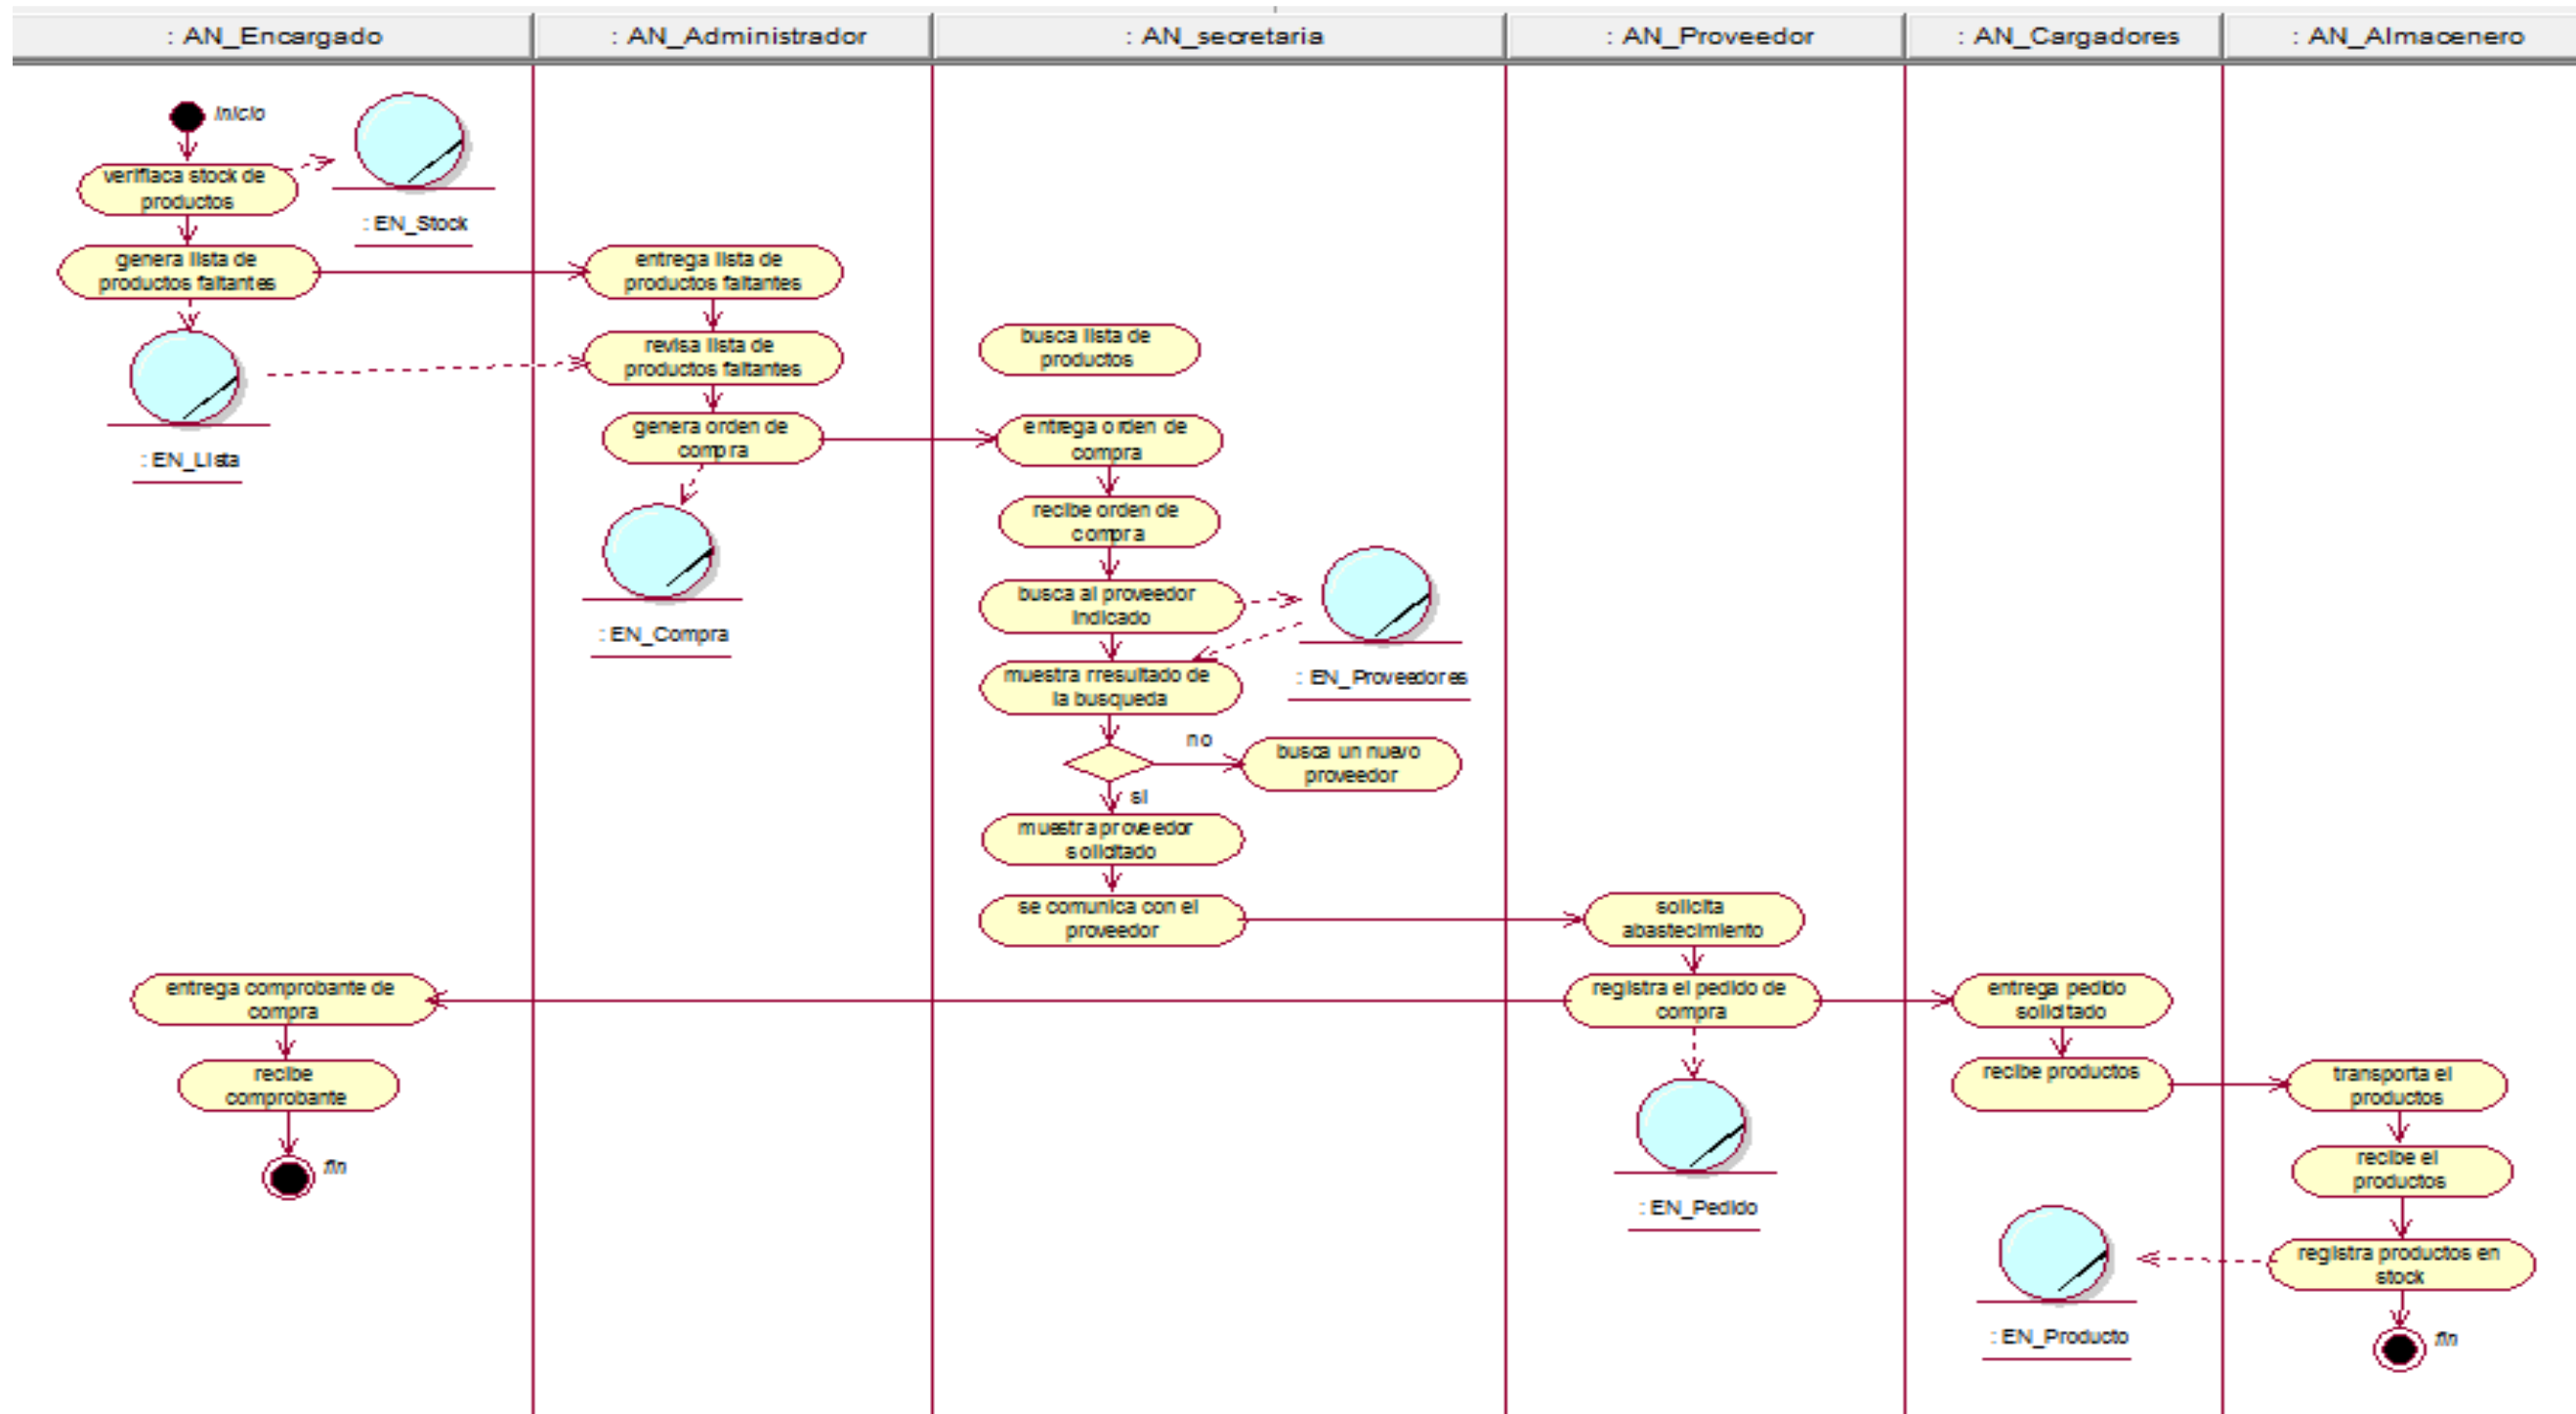 : AN_Encargado
: AN_Administrador
: AN_secretaria
: AN_Proveedor
: AN_Cargadores
: AN_Almacenero
inicio
verifiaca stock de
productos
: EN_Stock
genera lista de
productos faltantes
entrega lista de
productos faltantes
: EN_Lista
revisa lista de
productos faltantes
busca lista de
productos
genera orden de
compra
entrega orden de
compra
: EN_Compra
recibe orden de
compra
busca al proveedor
indicado
: EN_Proveedores
muestra rresultado de
la busqueda
no
busca un nuevo
proveedor
si
muestra proveedor
solicitado
se comunica con el
proveedor
solicita
abastecimiento
entrega comprobante de
compra
registra el pedido de
compra
entrega pedido
solicitado
recibe
comprobante
fin
: EN_Pedido
recibe productos
transporta el
productos
recibe el
productos
registra productos en
stock
: EN_Producto
fin